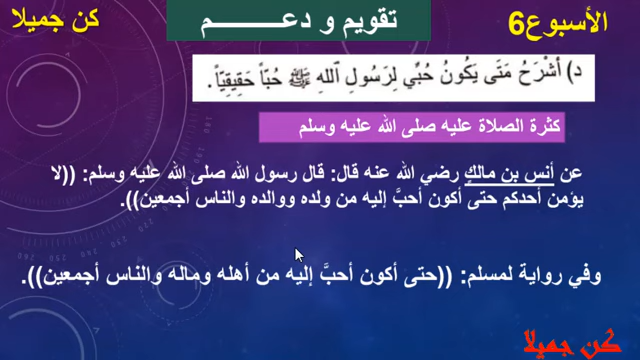 الأسبوع6
تقويم و دعــــــــــم
كن جميلا
د) أَشْرَحُ مَتَى يَكُونُ حُبِّي لِرَسُولِ ٱللهِ ﷺ حُبّاً حَقِيقِيّاً.
كثرة الصلاة عليه صلى الله عليه وسلم
عن أنس بن مالكٍ رضي الله عنه قال: قال رسول الله صلى الله عليه وسلم: ((لا
يؤمن أحدكم حتى أكون أحبَّ إليه من ولده ووالده والناس أجمعين)).
وفي رواية لمسلم: ((حتى أكون أحبَّ إليه من أهله وماله والناس أجمعين)).
كن جميلا